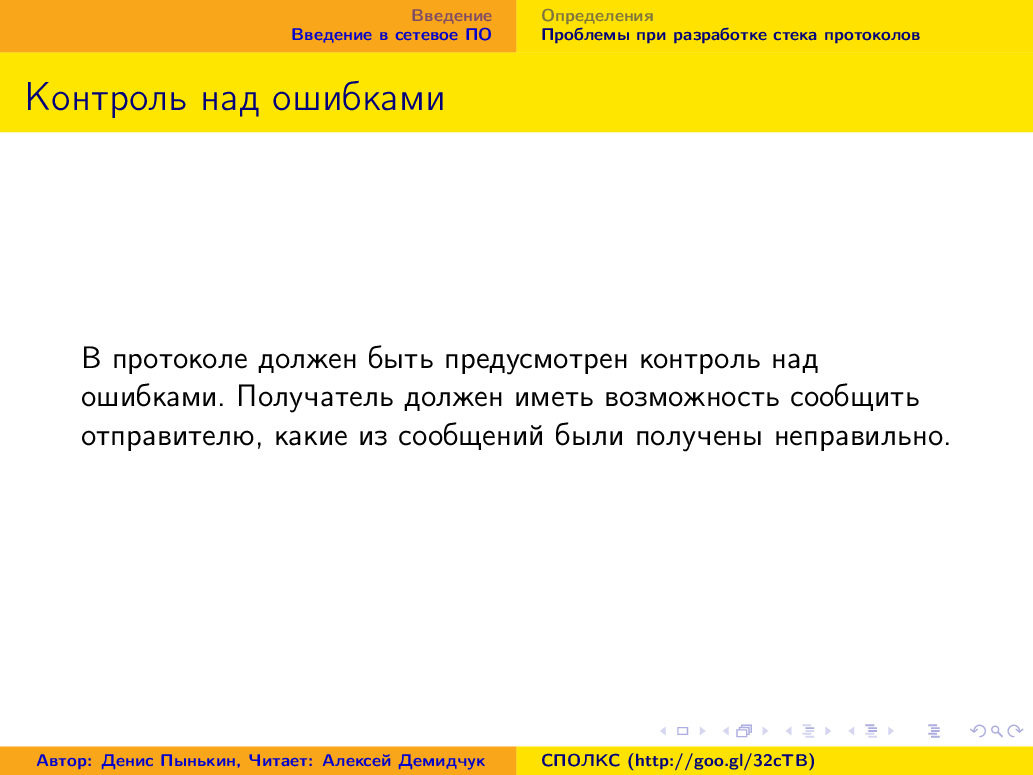 Введение
Введение в сетевое ПО
Определения
Проблемы при разработке стека протоколов
Контроль над ошибками
В протоколе должен быть предусмотрен контроль над
ошибками. Получатель должен иметь возможность сообщить
отправителю, какие из сообщений были получены неправильно.
Автор: Денис Пынькин, Читает: Алексей Демидчук
СПОЛКС (http://goo.gl/32cTB)